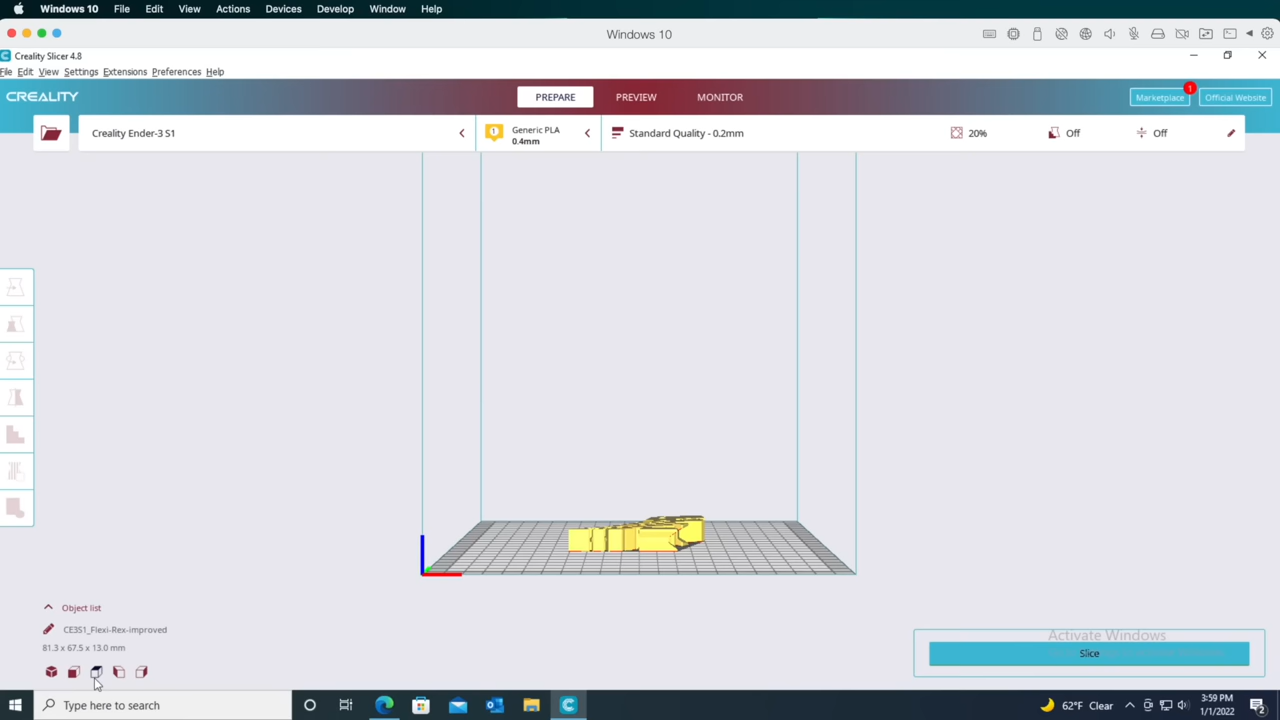 Windows 10 File Edit View Actions Devices Develop Window Help
Windows 10
Creality Slicer 4.8
File Edit View Settings Extensions Preferences Help
CREALITY PREPARE PREVIEW MONITOR Marketplace 1 Official Website
Creality Ender-3 S1
1 Generic PLA
0.4mm
Standard Quality - 0.2mm 20% Off Off
Object list
CE3S1_Flexi-Rex-improved
81.3 x 67.5 x 13.0 mm
Activate Windows
Slice
Type here to search
62°F Clear
3:59 PM
1/1/2022
2